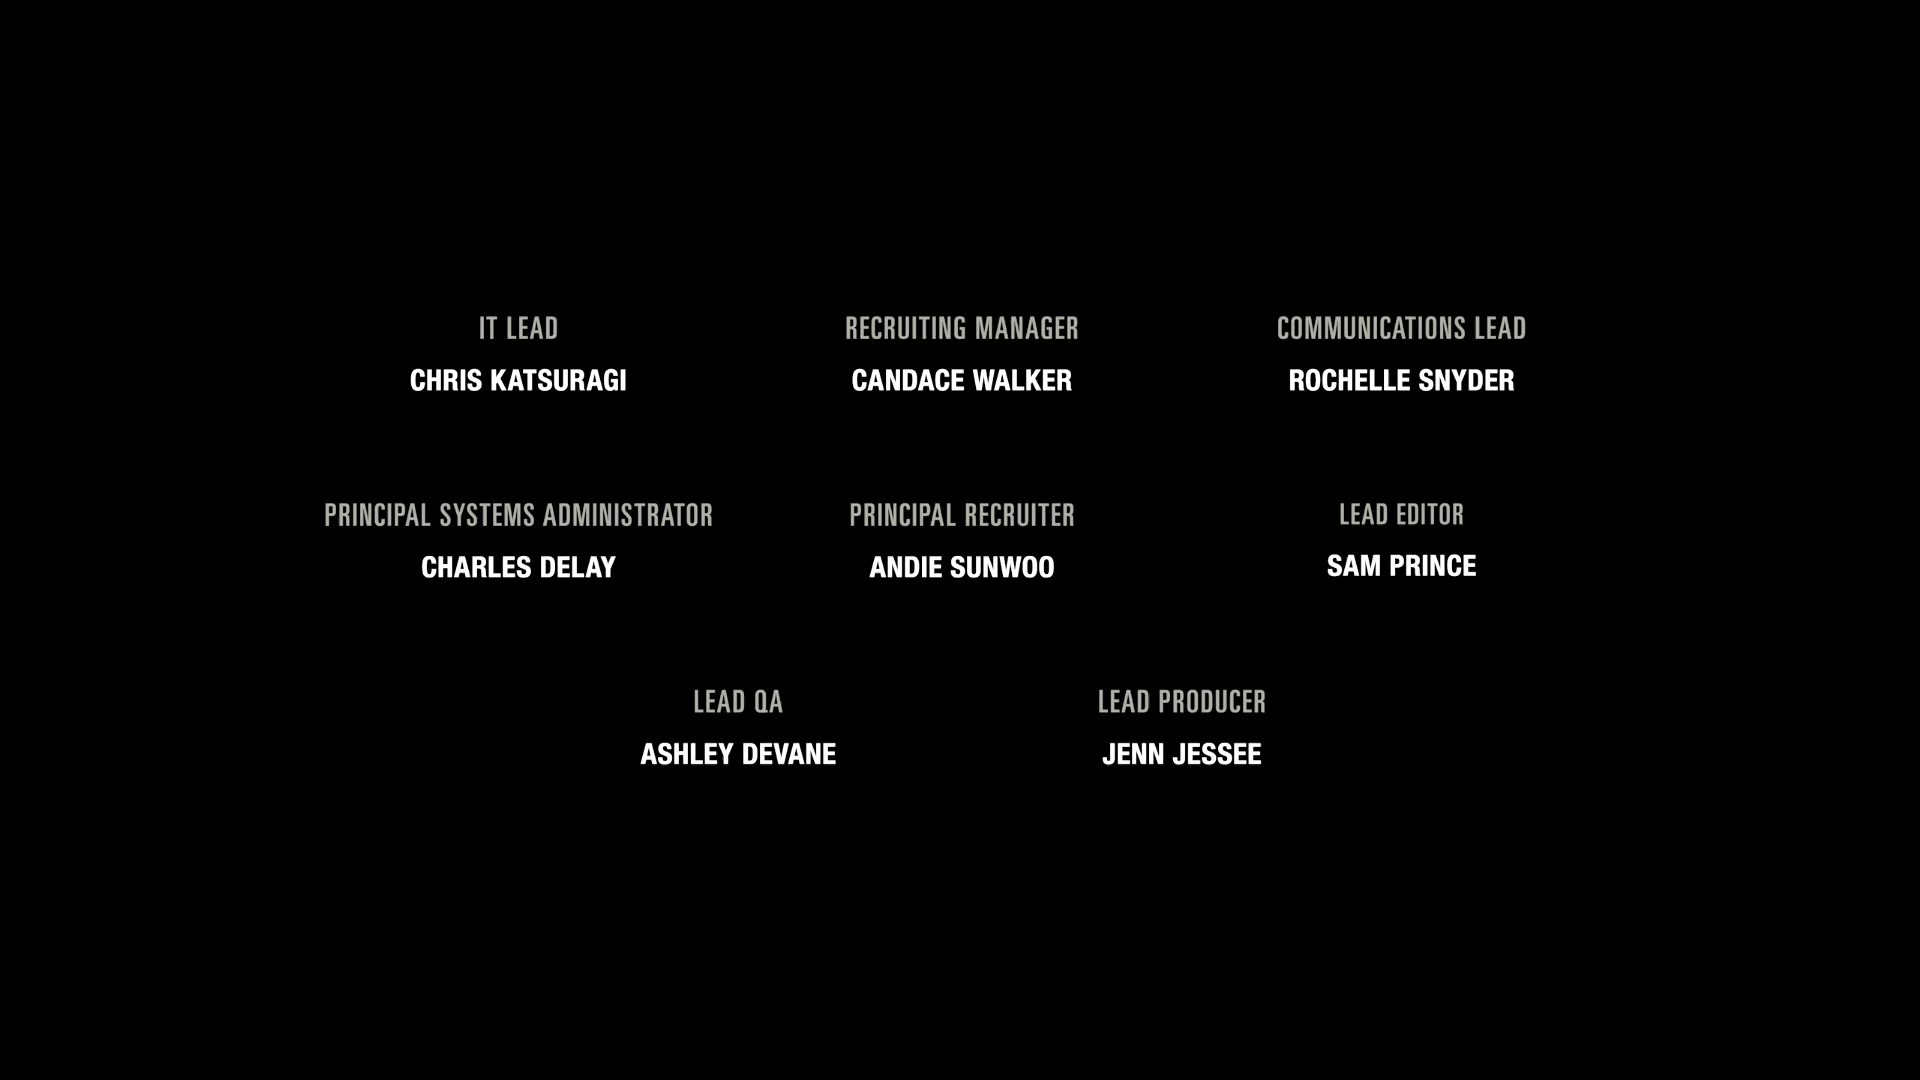 IT LEAD
CHRIS KATSURAGI
RECRUITING MANAGER
CANDACE WALKER
COMMUNICATIONS LEAD
ROCHELLE SNYDER
PRINCIPAL SYSTEMS ADMINISTRATOR
CHARLES DELAY
PRINCIPAL RECRUITER
ANDIE SUNWOO
LEAD EDITOR
SAM PRINCE
LEAD QA
ASHLEY DEVANE
LEAD PRODUCER
JENN JESSEE